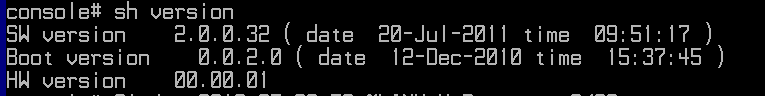 console# sh version
SW version 2.0.0.32 ( date 20-Jul-2011 time 09:51:17 )
Boot version 0.0.2.0 ( date 12-Dec-2010 time 15:37:45 )
HW version 00.00.01